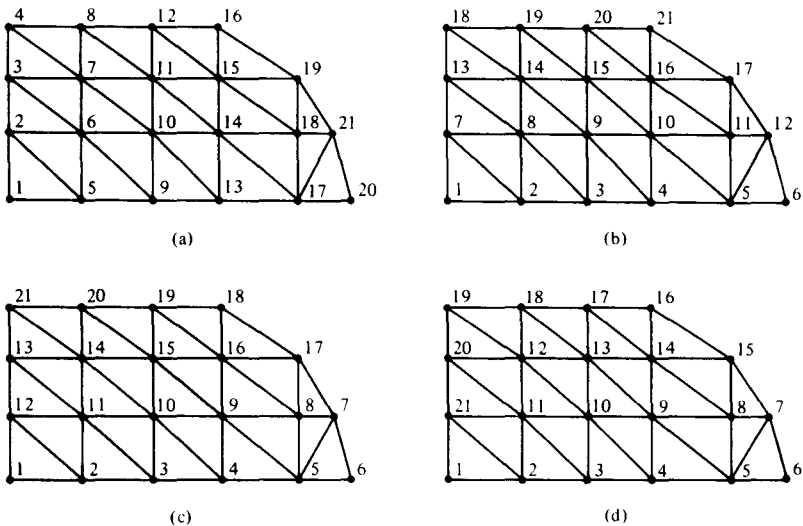 4 8 12 16
3 7 11 15 19
2 6 10 14 18 21
1 5 9 13 17 20
(a)
18 19 20 21
13 14 15 16 17
7 8 9 10 11 12
1 2 3 4 5 6
(b)
21 20 19 18
13 14 15 16 17
12 11 10 9 8 7
1 2 3 4 5 6
(c)
19 18 17 16
20 12 13 14 15
21 11 10 9 8 7
1 2 3 4 5 6
(d)